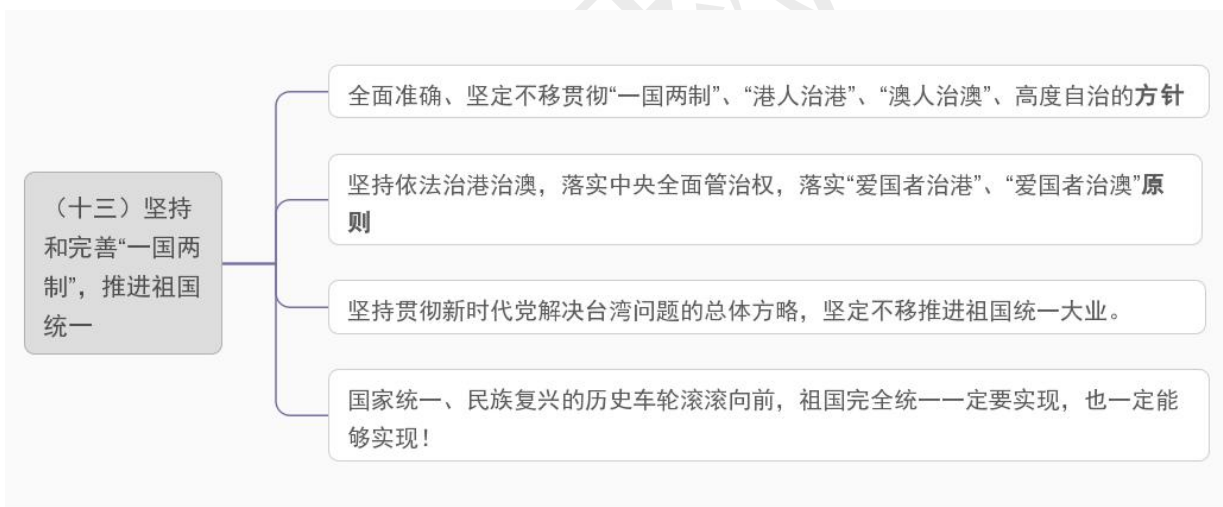 （十三）坚持
和完善“一国两
制”，推进祖国
统一
全面准确、坚定不移贯彻“一国两制”、“港人治港”、“澳人治澳”、高度自治的方针
坚持依法治港治澳，落实中央全面管治权，落实“爱国者治港”、“爱国者治澳”原
则
坚持贯彻新时代党解决台湾问题的总体方略，坚定不移推进祖国统一大业。
国家统一、民族复兴的历史车轮滚滚向前，祖国完全统一一定要实现，也一定能
够实现！